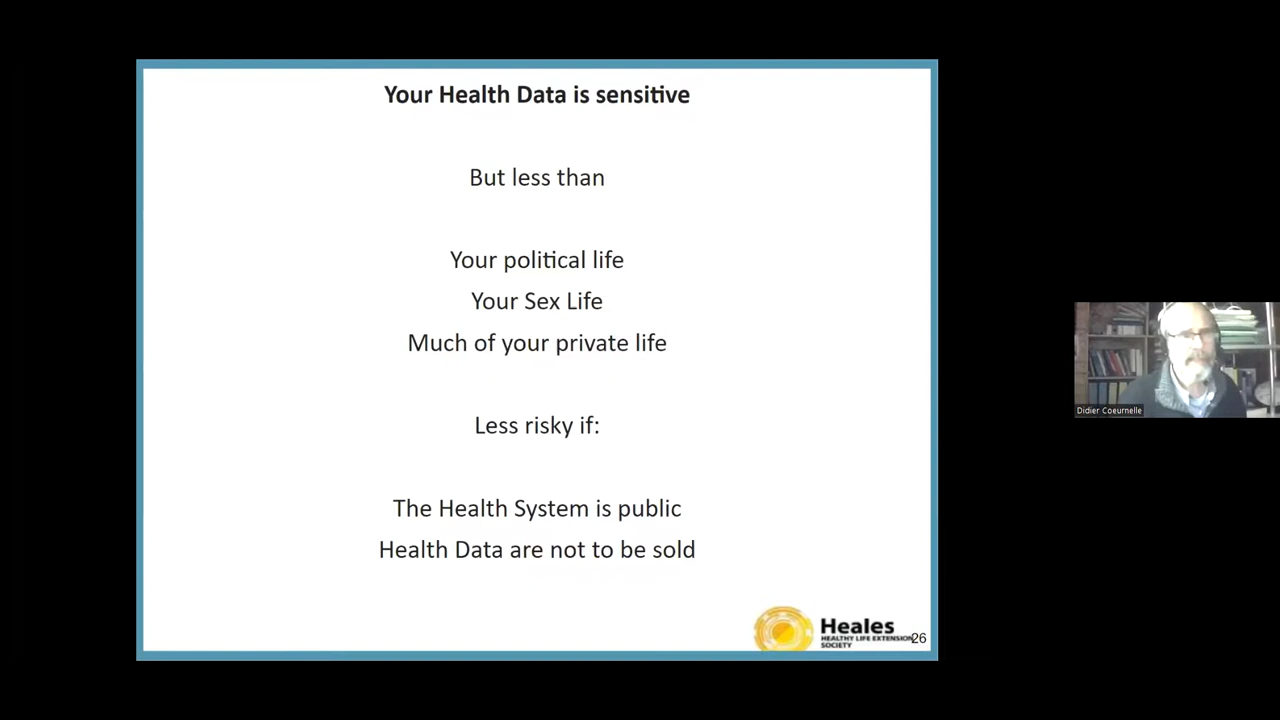 Your Health Data is sensitive
But less than
Your political life
Your Sex Life
Much of your private life
Less risky if:
The Health System is public
Health Data are not to be sold
Heales
HEALTHY LIFE EXTENSION
SOCIETY
26
Didier Coeurnelle